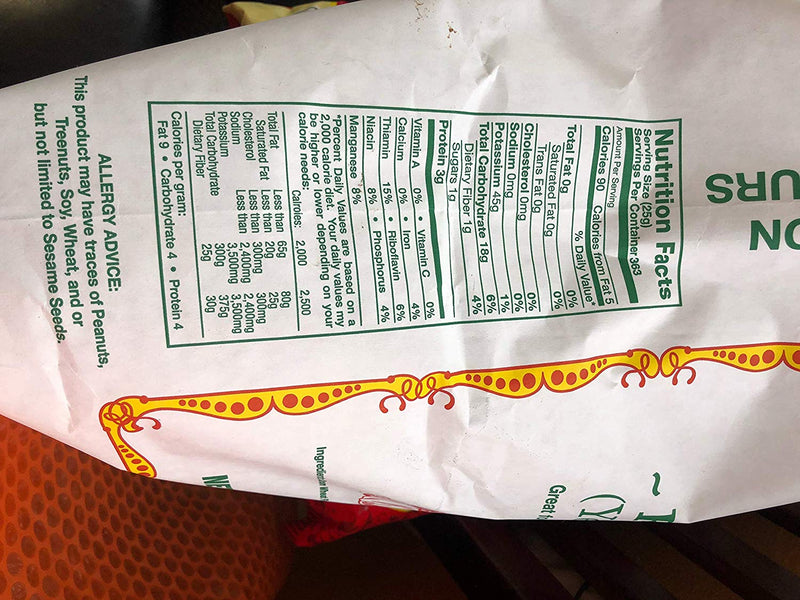 Nutrition Facts
Serving Size (25g)
Servings Per Container 363
Amount Per Serving
Calories 90 Calories from Fat 5
% Daily Value*
Total Fat 0g 0%
Saturated Fat 0g 0%
Trans Fat 0g
Cholesterol 0mg 0%
Sodium 0mg 0%
Potassium 45g 1%
Total Carbohydrate 18g 6%
Dietary Fiber 1g 4%
Sugars 1g
Protein 3g
Vitamin A 0% • Vitamin C 0%
Calcium 0% • Iron 4%
Thiamin 15% • Riboflavin 6%
Niacin 8% • Phosphorus 4%
Manganese 9%
*Percent Daily Values are based on a
2,000 calorie diet. Your daily values my
be higher or lower depending on your
calorie needs:
Calories: 2,000 2,500
Total Fat Less than 65g 80g
Saturated Fat Less than 20g 25g
Cholesterol Less than 300mg 300mg
Sodium Less than 2,400mg 2,400mg
Potassium 3,500mg 3,500mg
Total Carbohydrate 300g 375g
Dietary Fiber 25g 30g
Calories per gram:
Fat 9 • Carbohydrate 4 • Protein 4
ALLERGY ADVICE:
This product may have traces of Peanuts,
Treenuts, Soy, Wheat, and or
but not limited to Sesame Seeds.
ON
URS
Great
NE